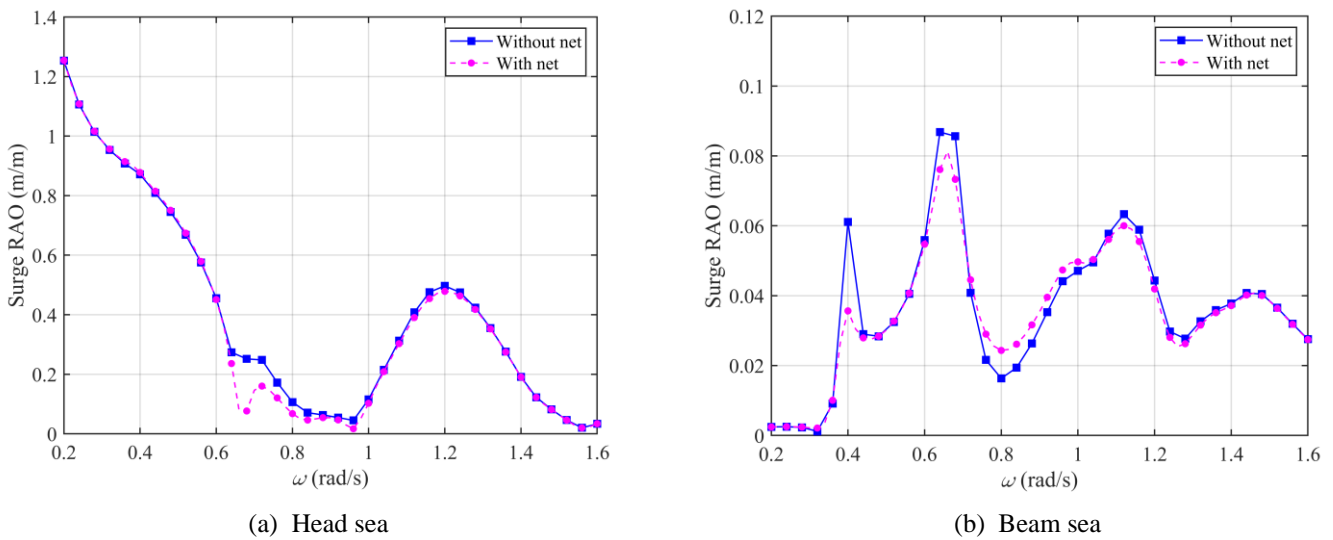 1.4
1.2
1
0.8
0.6
0.4
0.2
0
Surge RAO (m/m)
Without net
With net
0.2 0.4 0.6 0.8 1 1.2 1.4 1.6
ω (rad/s)
(a) Head sea
0.12
0.1
0.08
0.06
0.04
0.02
0
Surge RAO (m/m)
Without net
With net
0.2 0.4 0.6 0.8 1 1.2 1.4 1.6
ω (rad/s)
(b) Beam sea